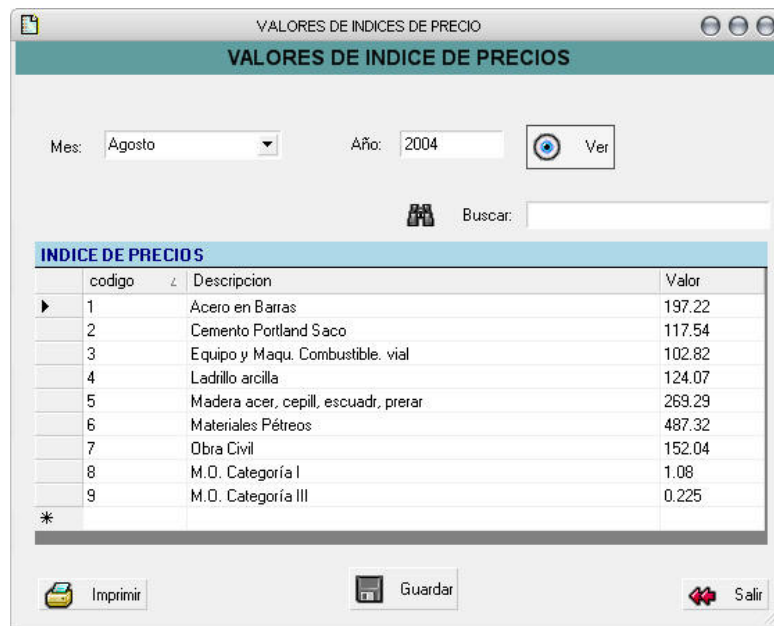 VALORES DE INDICES DE PRECIO
VALORES DE INDICE DE PRECIOS
Mes: Agosto Año: 2004 Ver
Buscar:
INDICE DE PRECIOS
codigo Descripcion Valor
1 Acero en Barras 197.22
2 Cemento Portland Saco 117.54
3 Equipo y Maqu. Combustible. vial 102.82
4 Ladrillo arcilla 124.07
5 Madera acer, cepill, escuadr, prerar 269.29
6 Materiales Pétreos 487.32
7 Obra Civil 152.04
8 M.O. Categoría I 1.08
9 M.O. Categoría III 0.225
Imprimir Guardar Salir